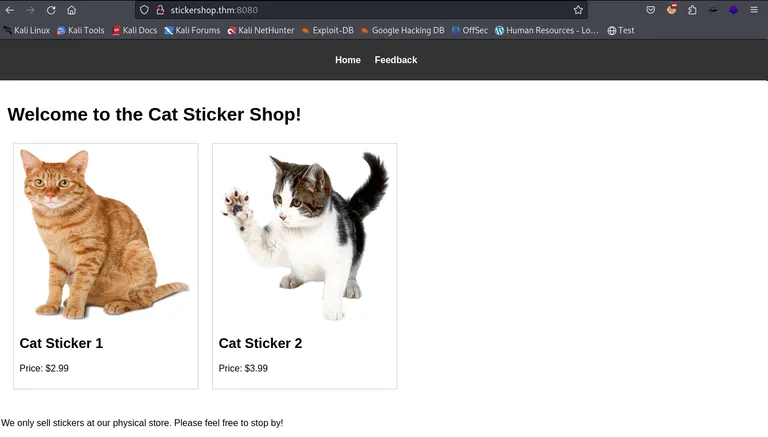 stickershop.thm:8080
Kali Linux Kali Tools Kali Docs Kali Forums Kali NetHunter Exploit-DB Google Hacking DB OffSec Human Resources - Lo... Test
Home Feedback
Welcome to the Cat Sticker Shop!
Cat Sticker 1 Cat Sticker 2
Price: $2.99 Price: $3.99
We only sell stickers at our physical store. Please feel free to stop by!